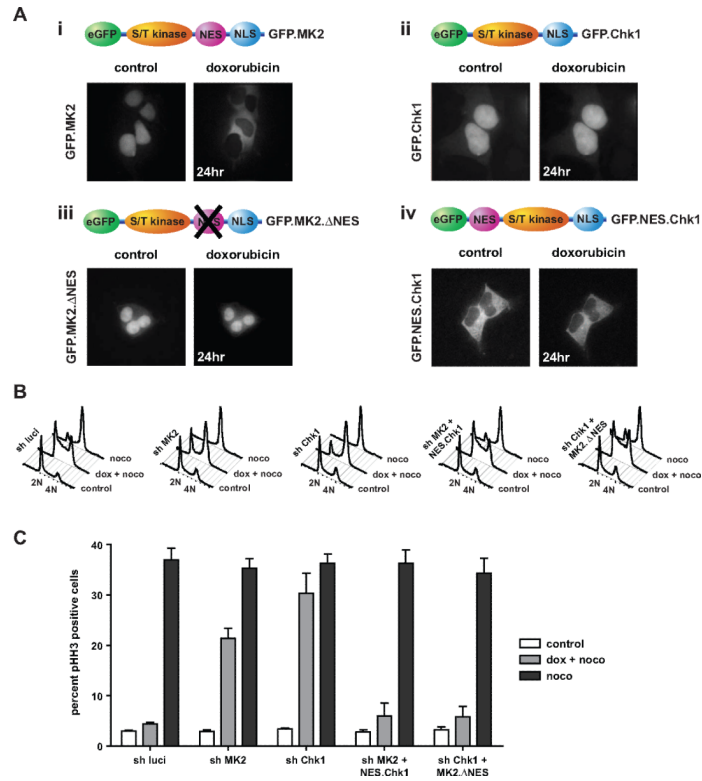 A
i
eGFP S/T kinase NES NLS GFP.MK2
control doxorubicin
GFP.MK2
24hr
ii
eGFP S/T kinase NLS GFP.Chk1
control doxorubicin
GFP.Chk1
24hr
iii
eGFP S/T kinase NES NLS GFP.MK2.ΔNES
control doxorubicin
GFP.MK2.ΔNES
24hr
iv
eGFP NES S/T kinase NLS GFP.NES.Chk1
control doxorubicin
GFP.NES.Chk1
24hr
B
sh luci
noco
dox + noco
control
2N
4N
sh MK2
noco
dox + noco
control
2N
4N
sh Chk1
noco
dox + noco
control
2N
4N
sh MK2 +
NES.Chk1
noco
dox + noco
control
2N
4N
sh Chk1 +
MK2.ΔNES
noco
dox + noco
control
2N
4N
C
percent pHH3 positive cells
40
30
20
10
0
control
dox + noco
noco
sh luci sh MK2 sh Chk1 sh MK2 + sh Chk1 +
NES.Chk1 MK2.ΔNES